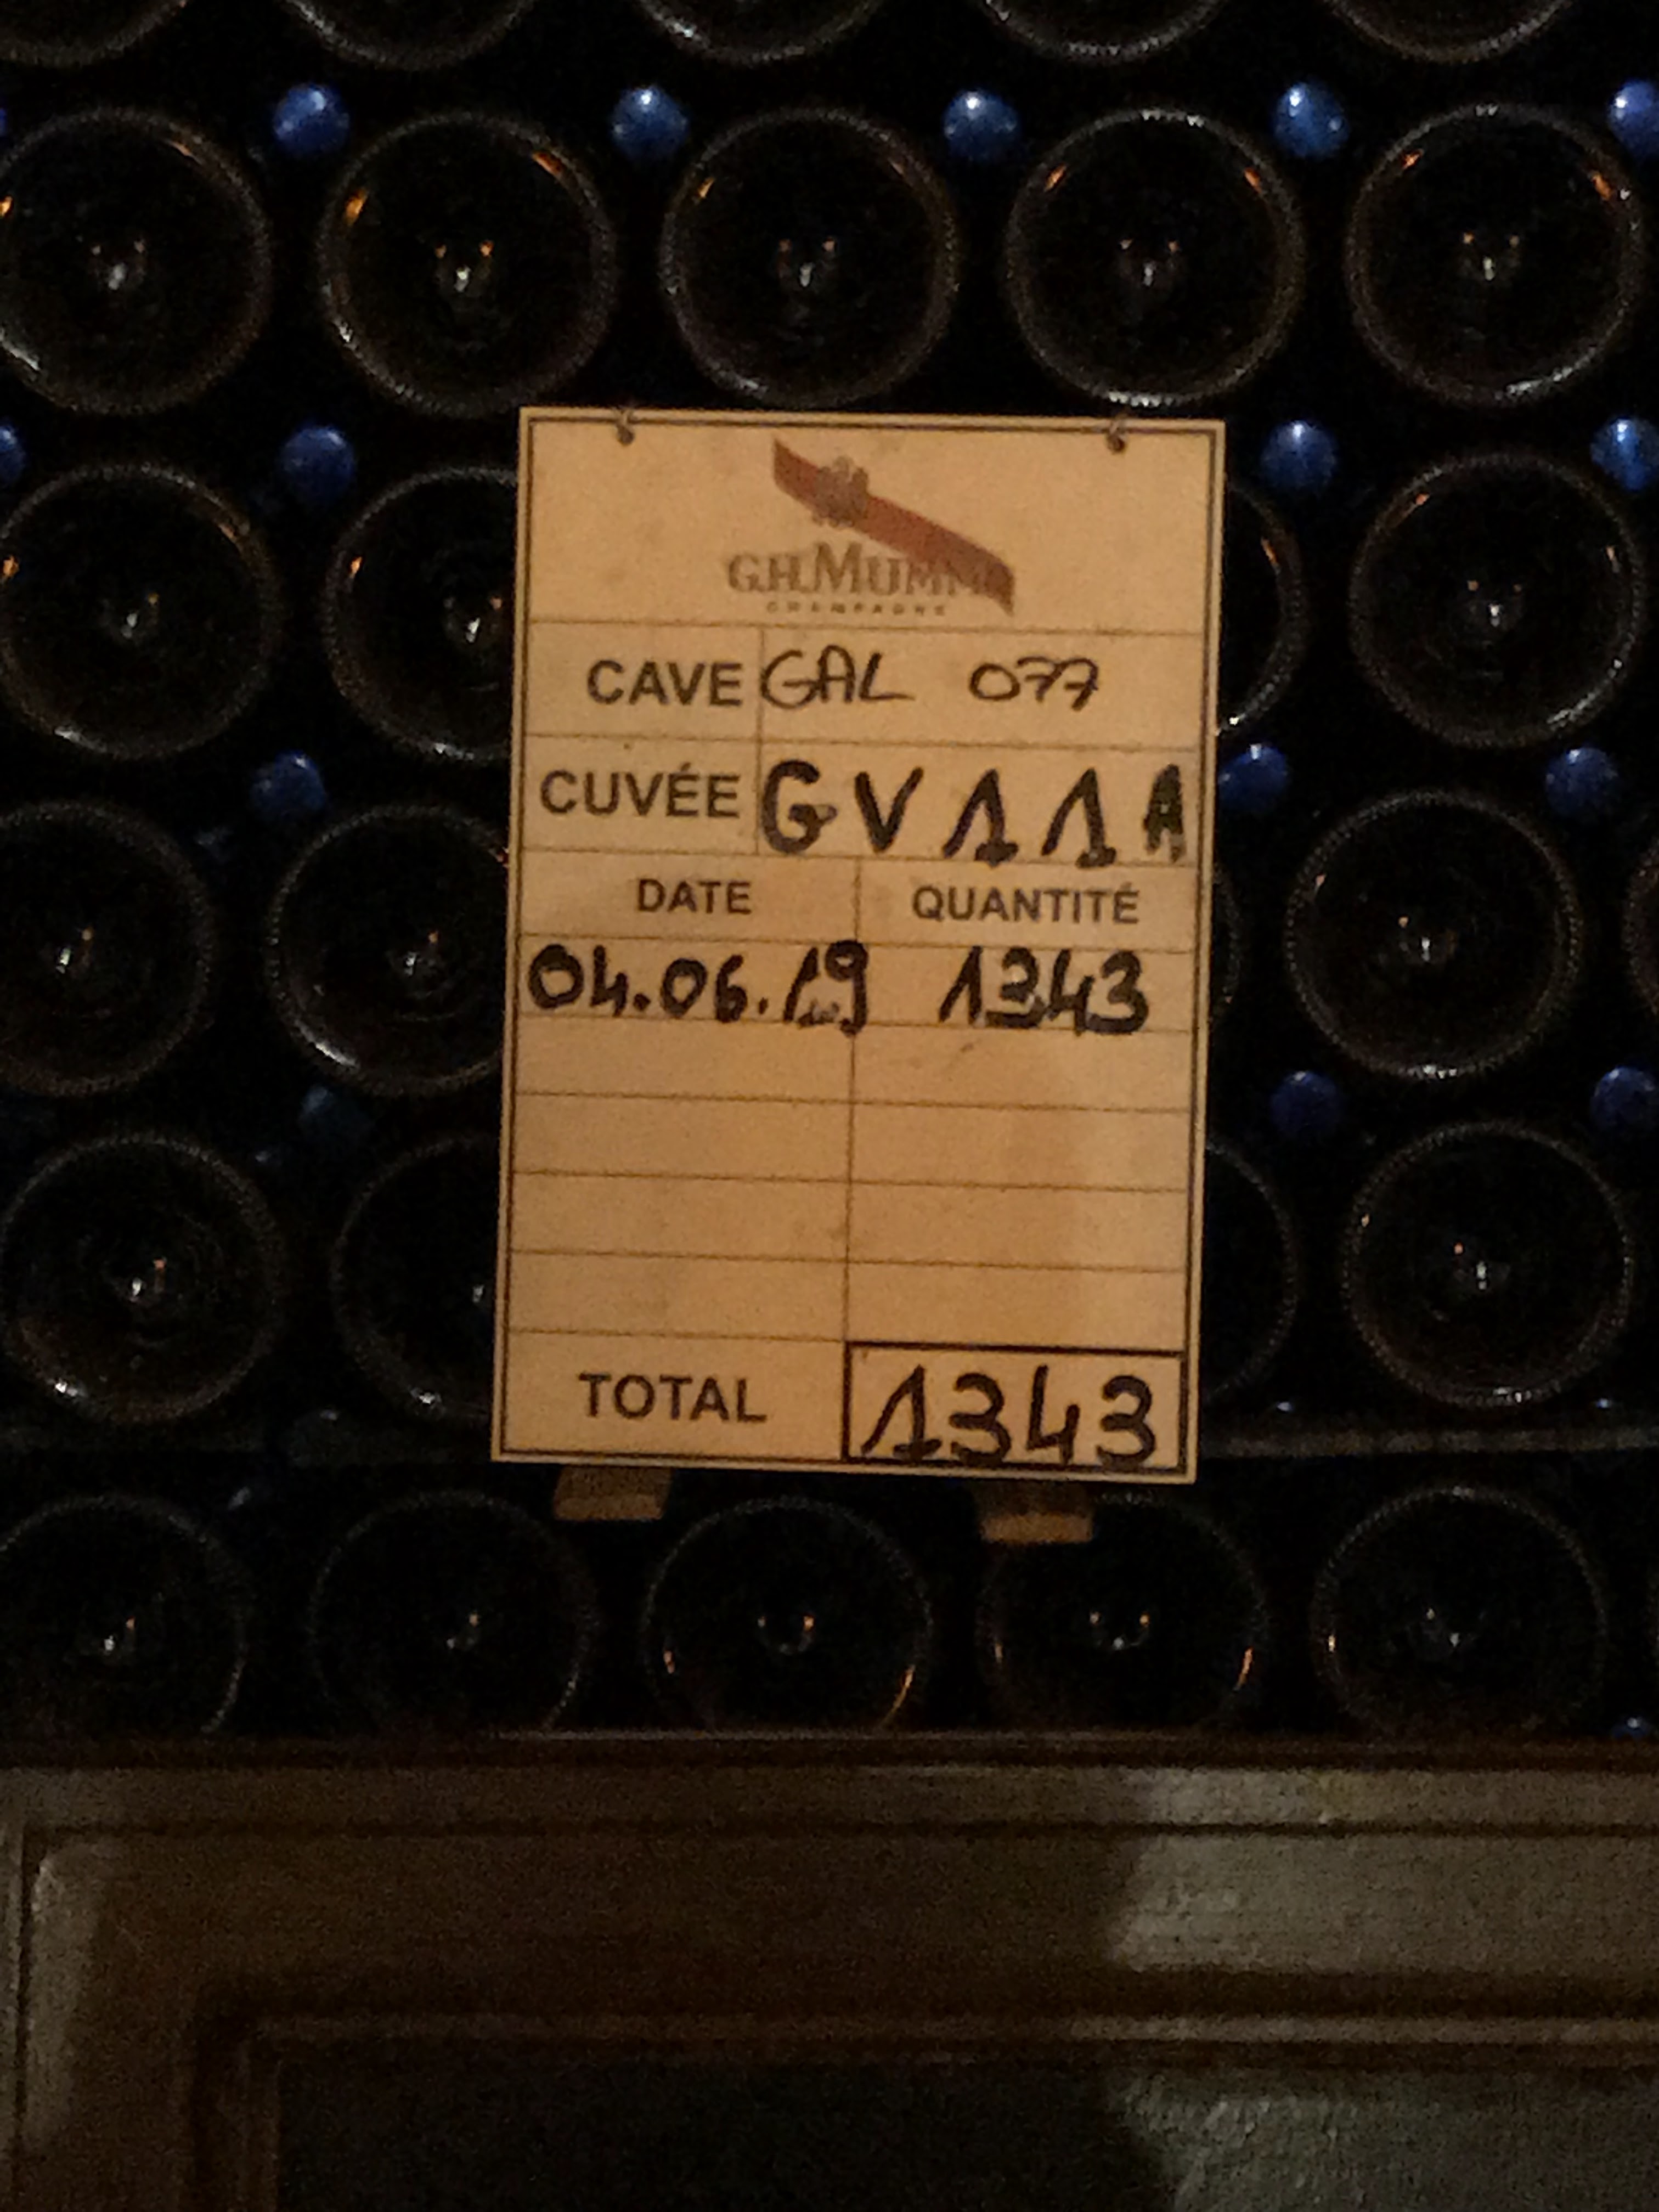 G.H.MUMM
CHAMPAGNE
CAVE GAL 077
CUVÉE GV11A
DATE QUANTITÉ
04.06.19 1343
TOTAL 1343